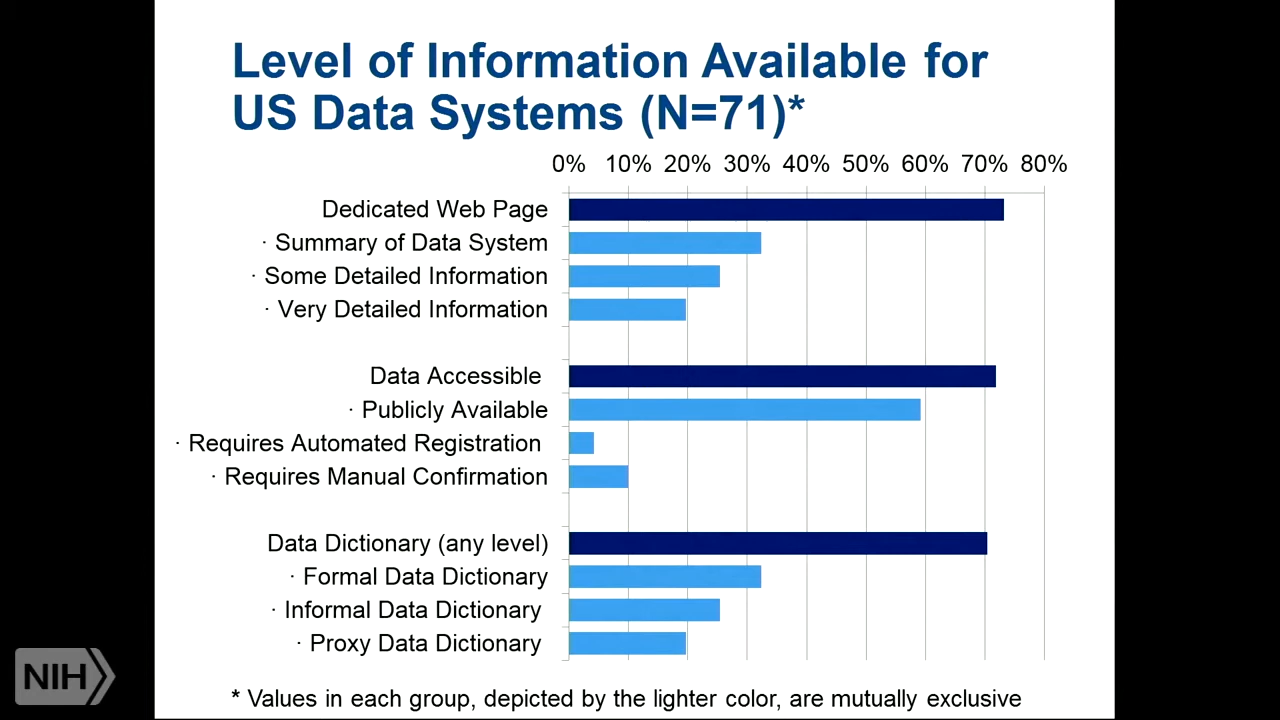 Level of Information Available for
US Data Systems (N=71)*
0% 10% 20% 30% 40% 50% 60% 70% 80%
Dedicated Web Page
· Summary of Data System
· Some Detailed Information
· Very Detailed Information
Data Accessible
· Publicly Available
· Requires Automated Registration
· Requires Manual Confirmation
Data Dictionary (any level)
· Formal Data Dictionary
· Informal Data Dictionary
· Proxy Data Dictionary
NIH
* Values in each group, depicted by the lighter color, are mutually exclusive